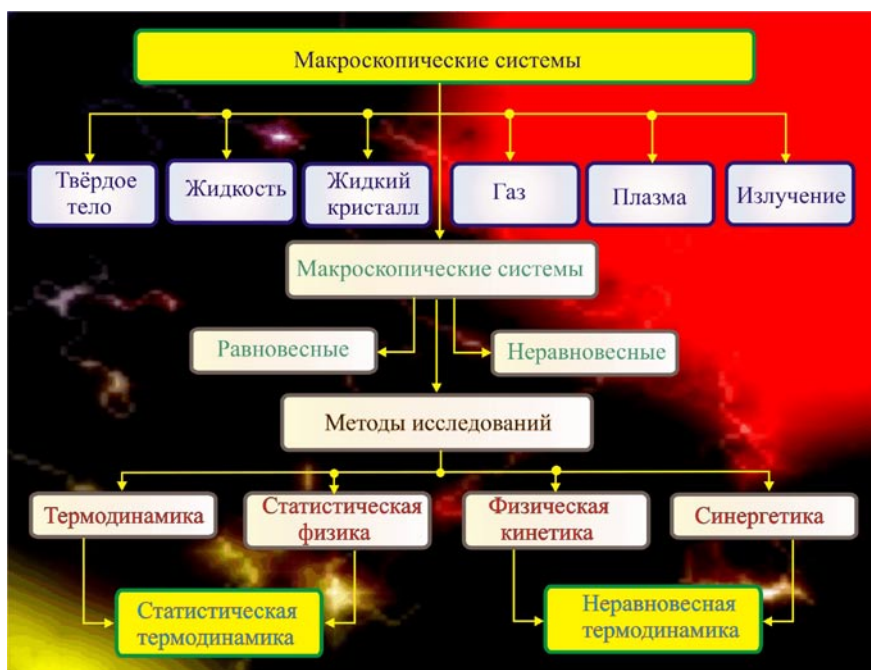 Макроскопические системы
Твёрдое
тело
Жидкость
Жидкий
кристалл
Газ
Плазма
Излучение
Макроскопические системы
Равновесные
Неравновесные
Методы исследований
Термодинамика
Статистическая
физика
Физическая
кинетика
Синергетика
Статистическая
термодинамика
Неравновесная
термодинамика